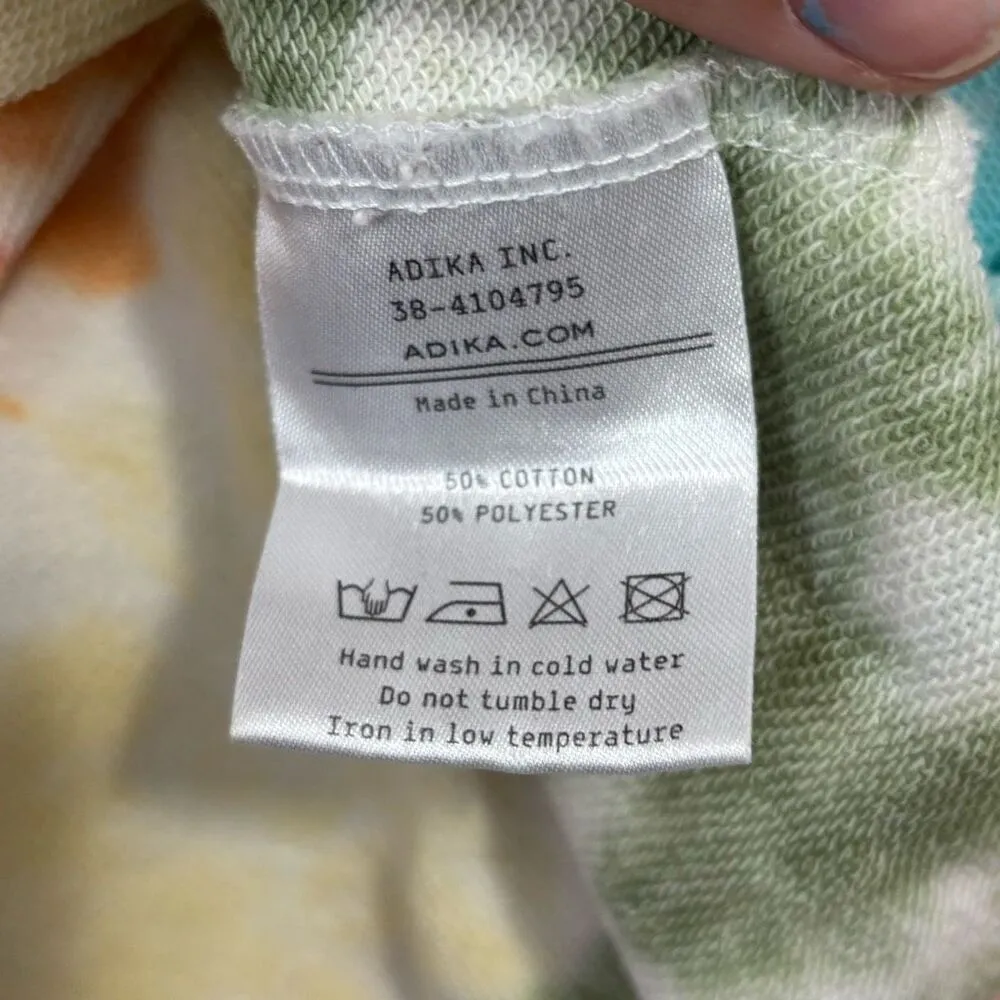 ADIKA INC.
38-4104795
ADIKA.COM
Made in China
50% COTTON
50% POLYESTER
Hand wash in cold water
Do not tumble dry
Iron in low temperature